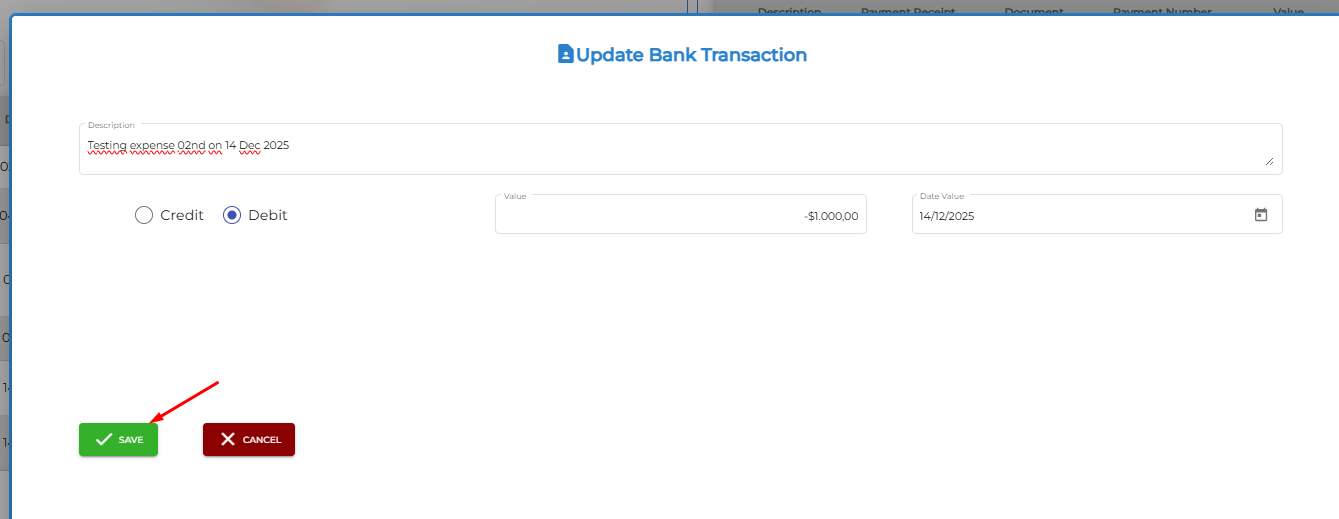 Description Payment Receipt Document Payment Number Value
Update Bank Transaction
Description
Testing expense 02nd on 14 Dec 2025
Credit Debit
Value
-$1.000,00
Date Value
14/12/2025
SAVE
CANCEL